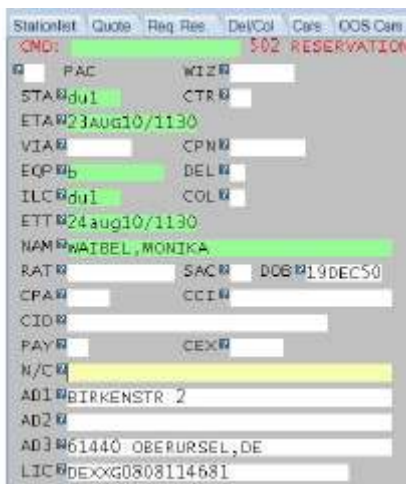 Stationlist Quote Req Res Del/Col Cars OOS Cars
CMD: 502 RESERVATION
PAC WIZ
STA du1 CTR
ETA 23AUG10/1130
VIA CPN
EQP b DEL
ILC du1 COL
ETT 24aug10/1130
NAM WAIBEL,MONIKA
RAT SAC DOB 19DEC50
CPA CCI
CID
PAY CEX
N/C
AD1 BIRKENSTR 2
AD2
AD3 61440 OBERURSEL,DE
LIC DEXXG0808114681